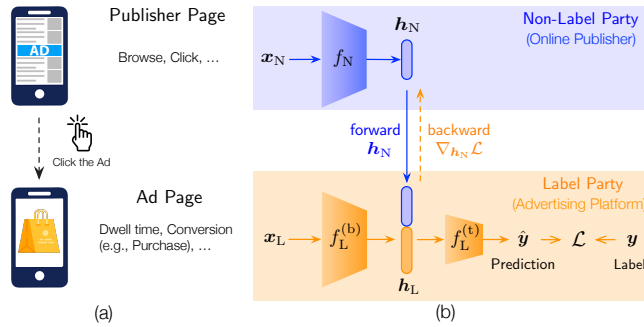 Publisher Page
AD
Browse, Click, …
Click the Ad
Ad Page
Dwell time, Conversion
(e.g., Purchase), …
(a)
Non-Label Party
(Online Publisher)
x_N
f_N
h_N
forward
h_N
backward
∇_{h_N} ℒ
Label Party
(Advertising Platform)
x_L
f_L^{(b)}
h_L
f_L^{(t)}
ŷ
ℒ
y
Prediction
Label
(b)